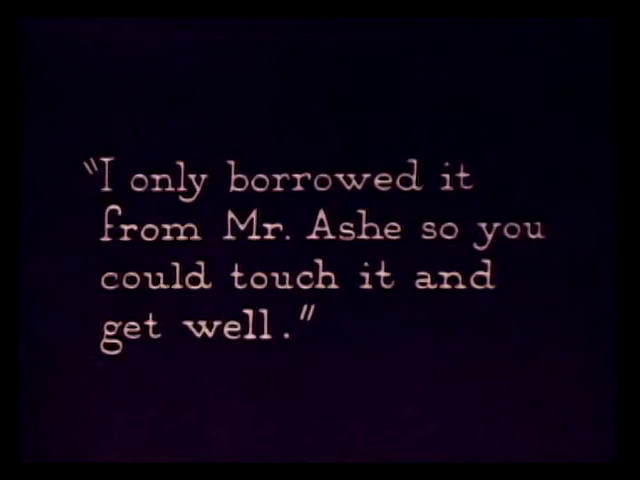 "I only borrowed it
from Mr. Ashe so you
could touch it and
get well."